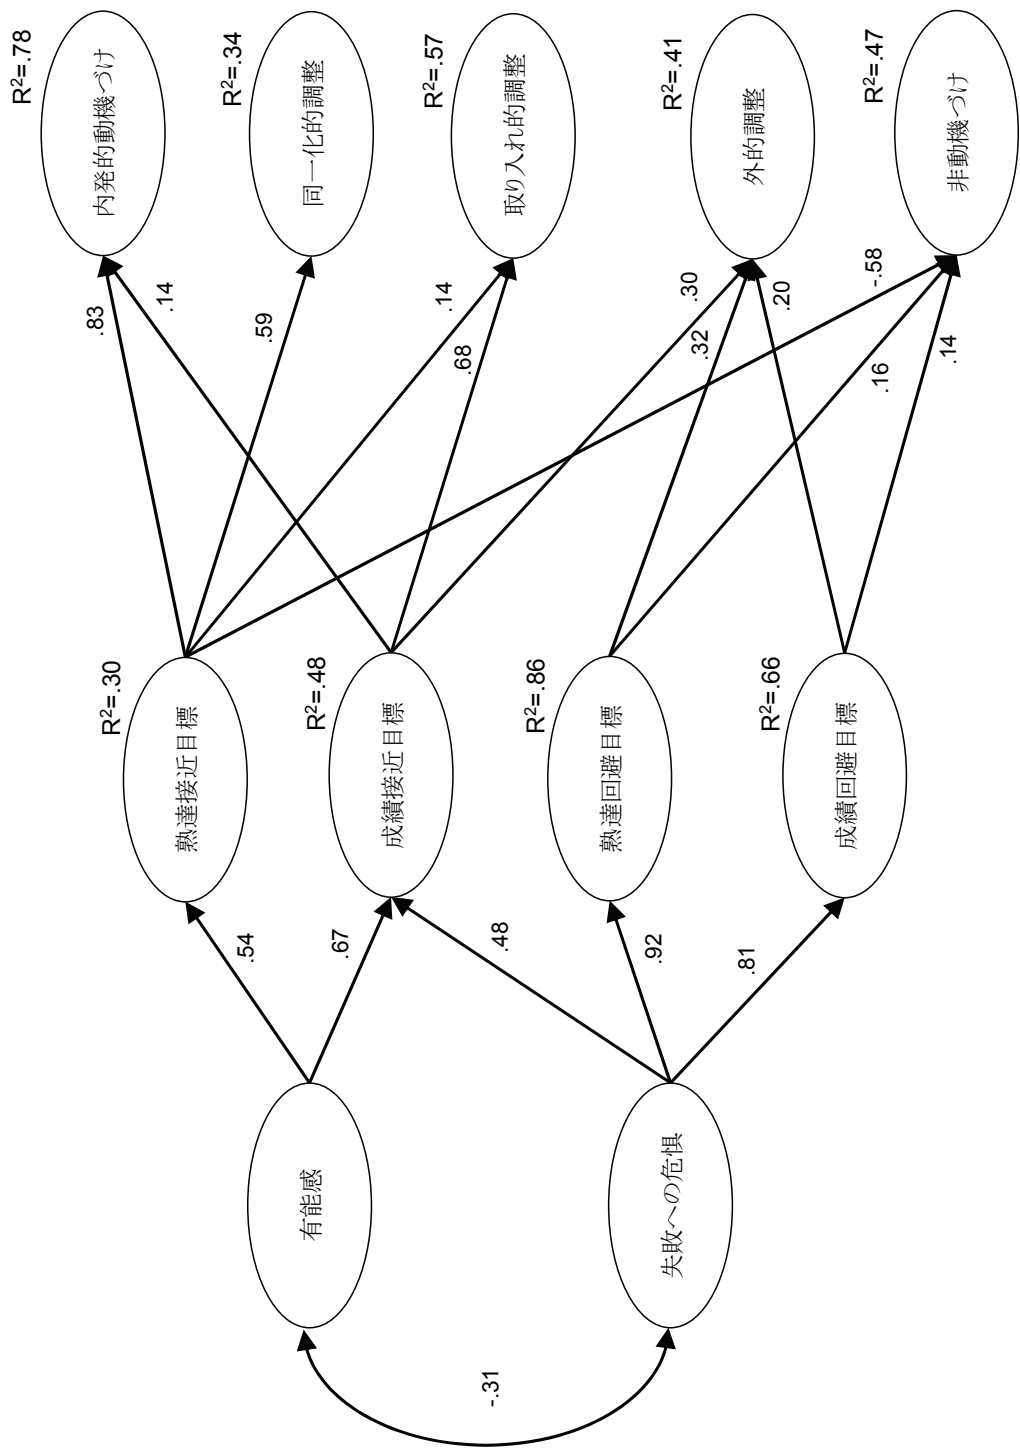 -.31
有能感
失敗への危惧
.54
.67
.48
.92
.81
熟達接近目標
R²=.30
成績接近目標
R²=.48
熟達回避目標
R²=.86
成績回避目標
R²=.66
.83
.14
.59
.14
.68
.30
.32
.20
-.58
.16
.14
内発的動機づけ
R²=.78
同一化的調整
R²=.34
取り入れ的調整
R²=.57
外的調整
R²=.41
非動機づけ
R²=.47